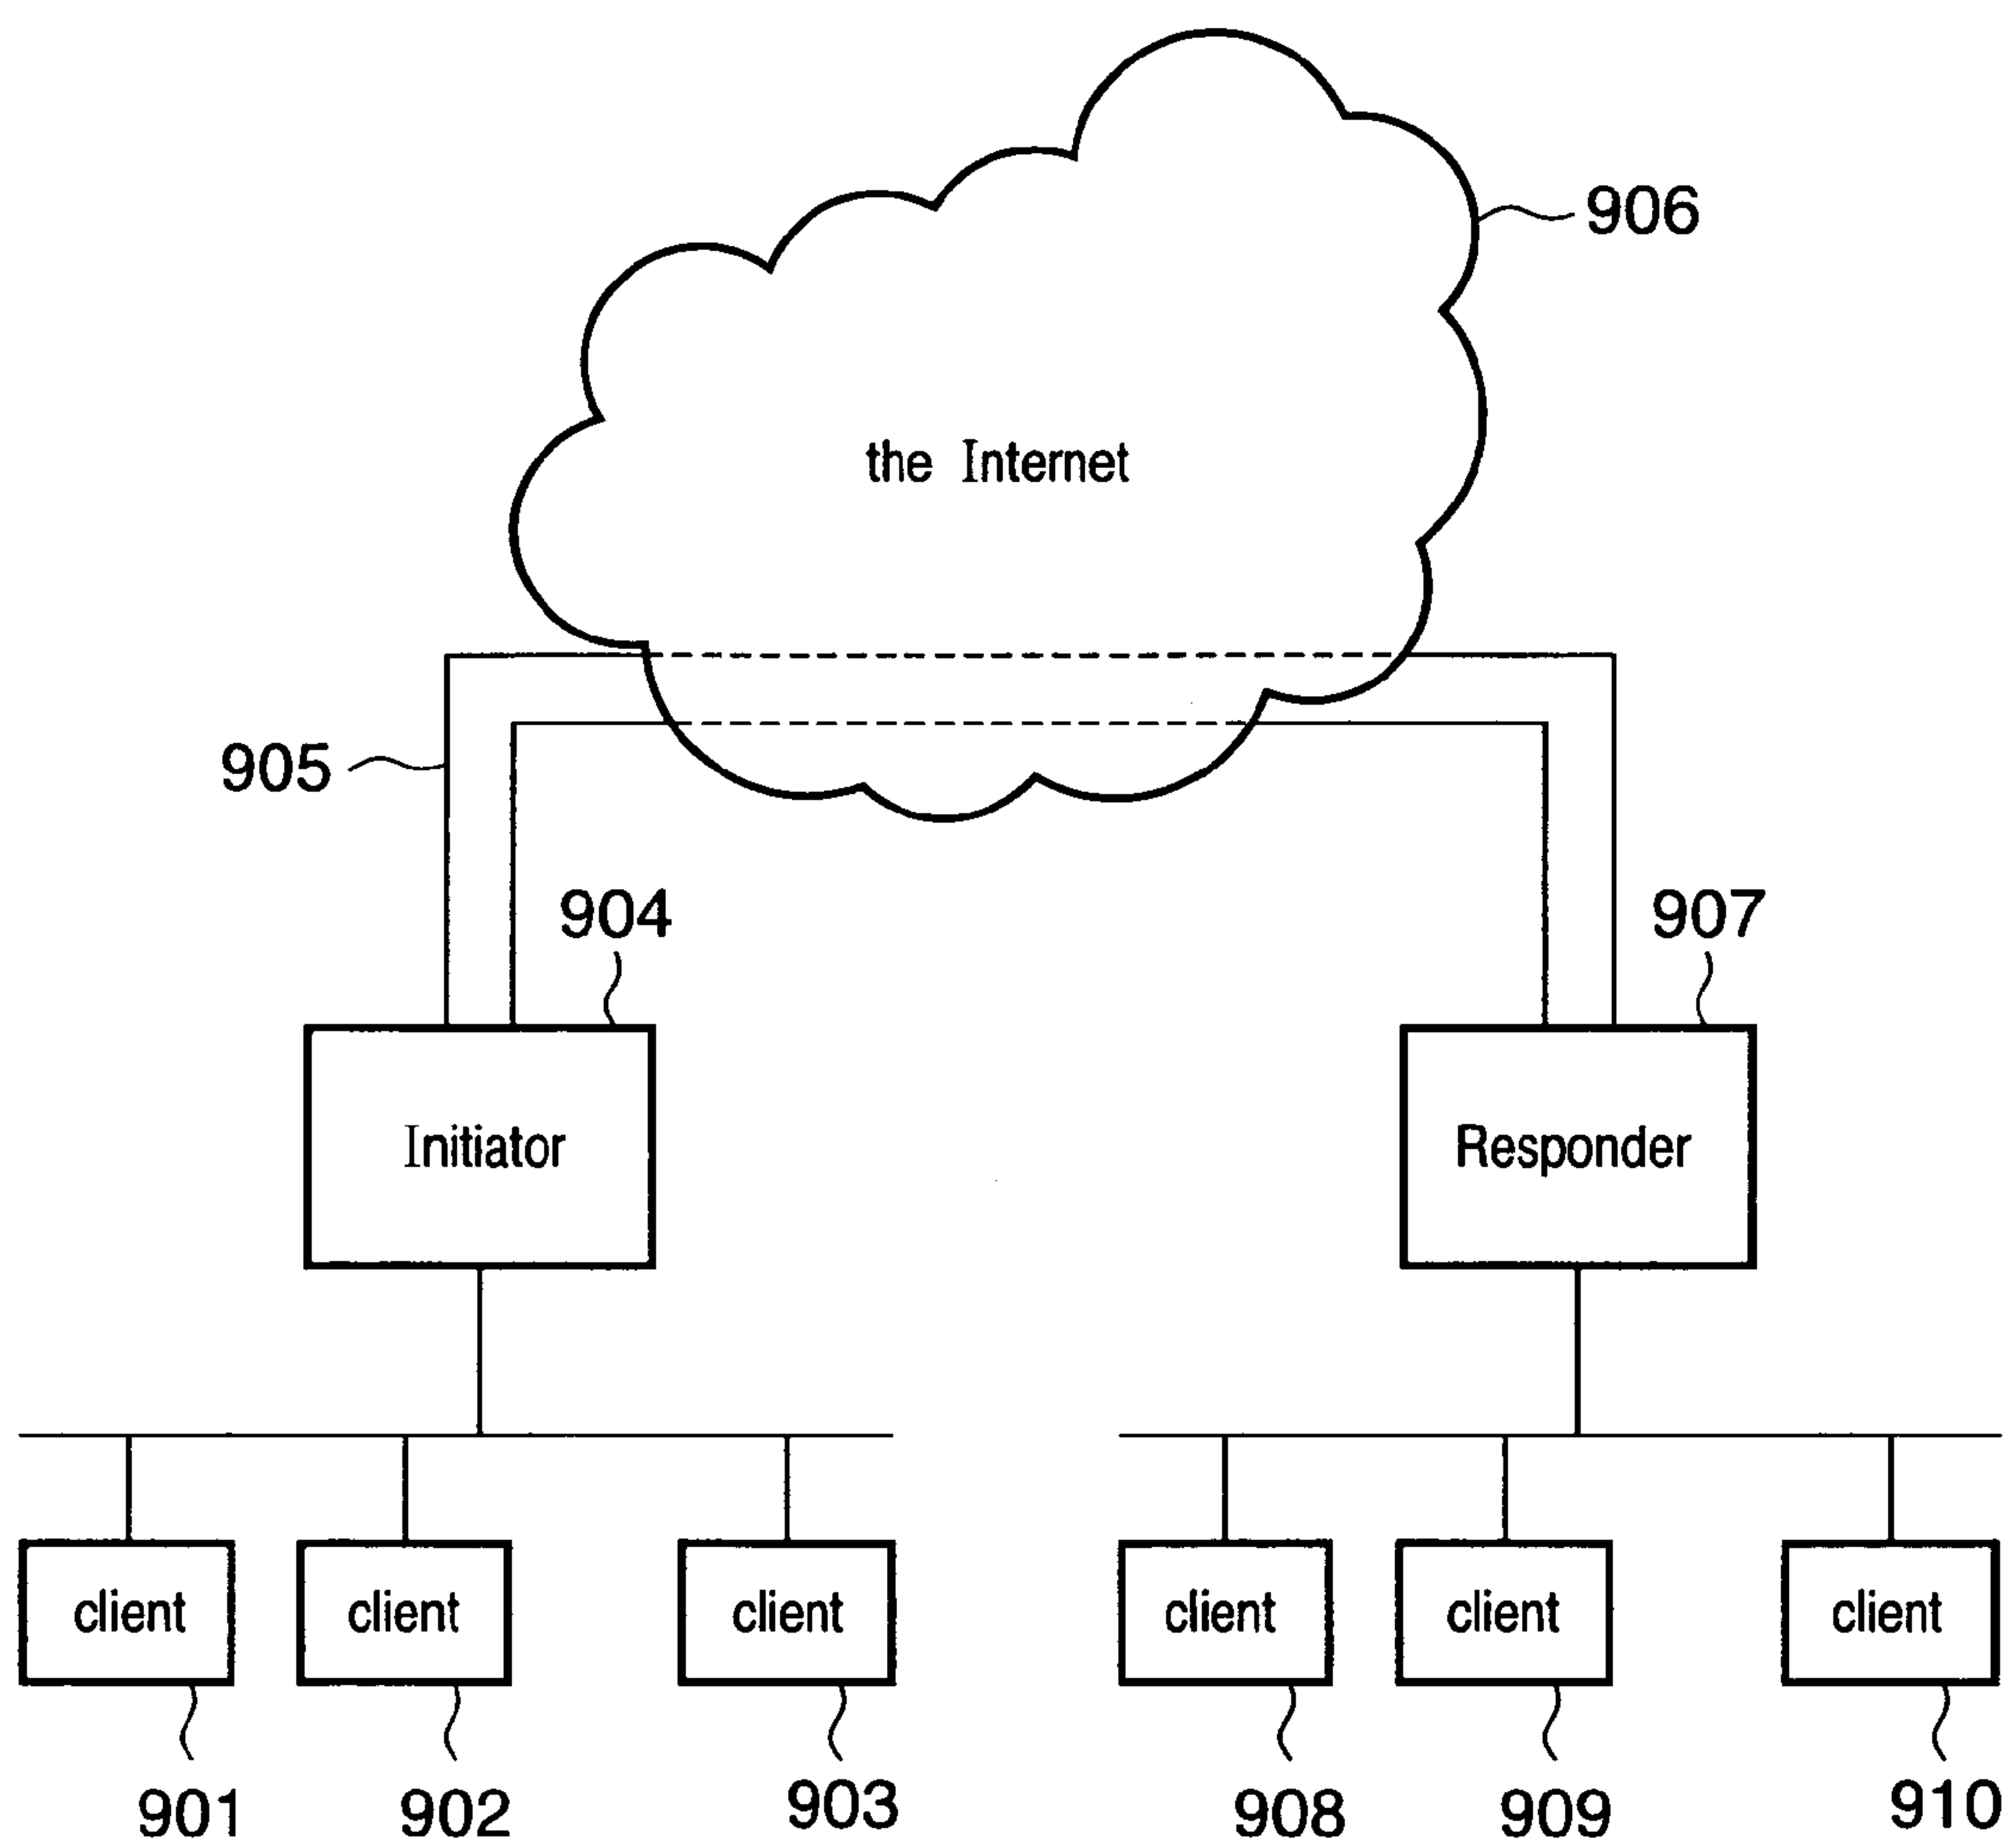 906
the Internet
905
904
907
Initiator
Responder
client
client
client
client
client
client
901
902
903
908
909
910